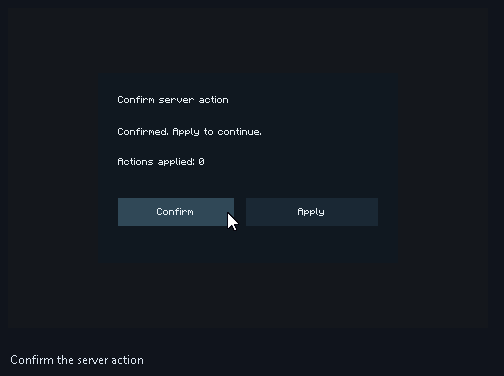 Confirm server action
Confirmed. Apply to continue.
Actions applied: 0
Confirm
Apply
Confirm the server action